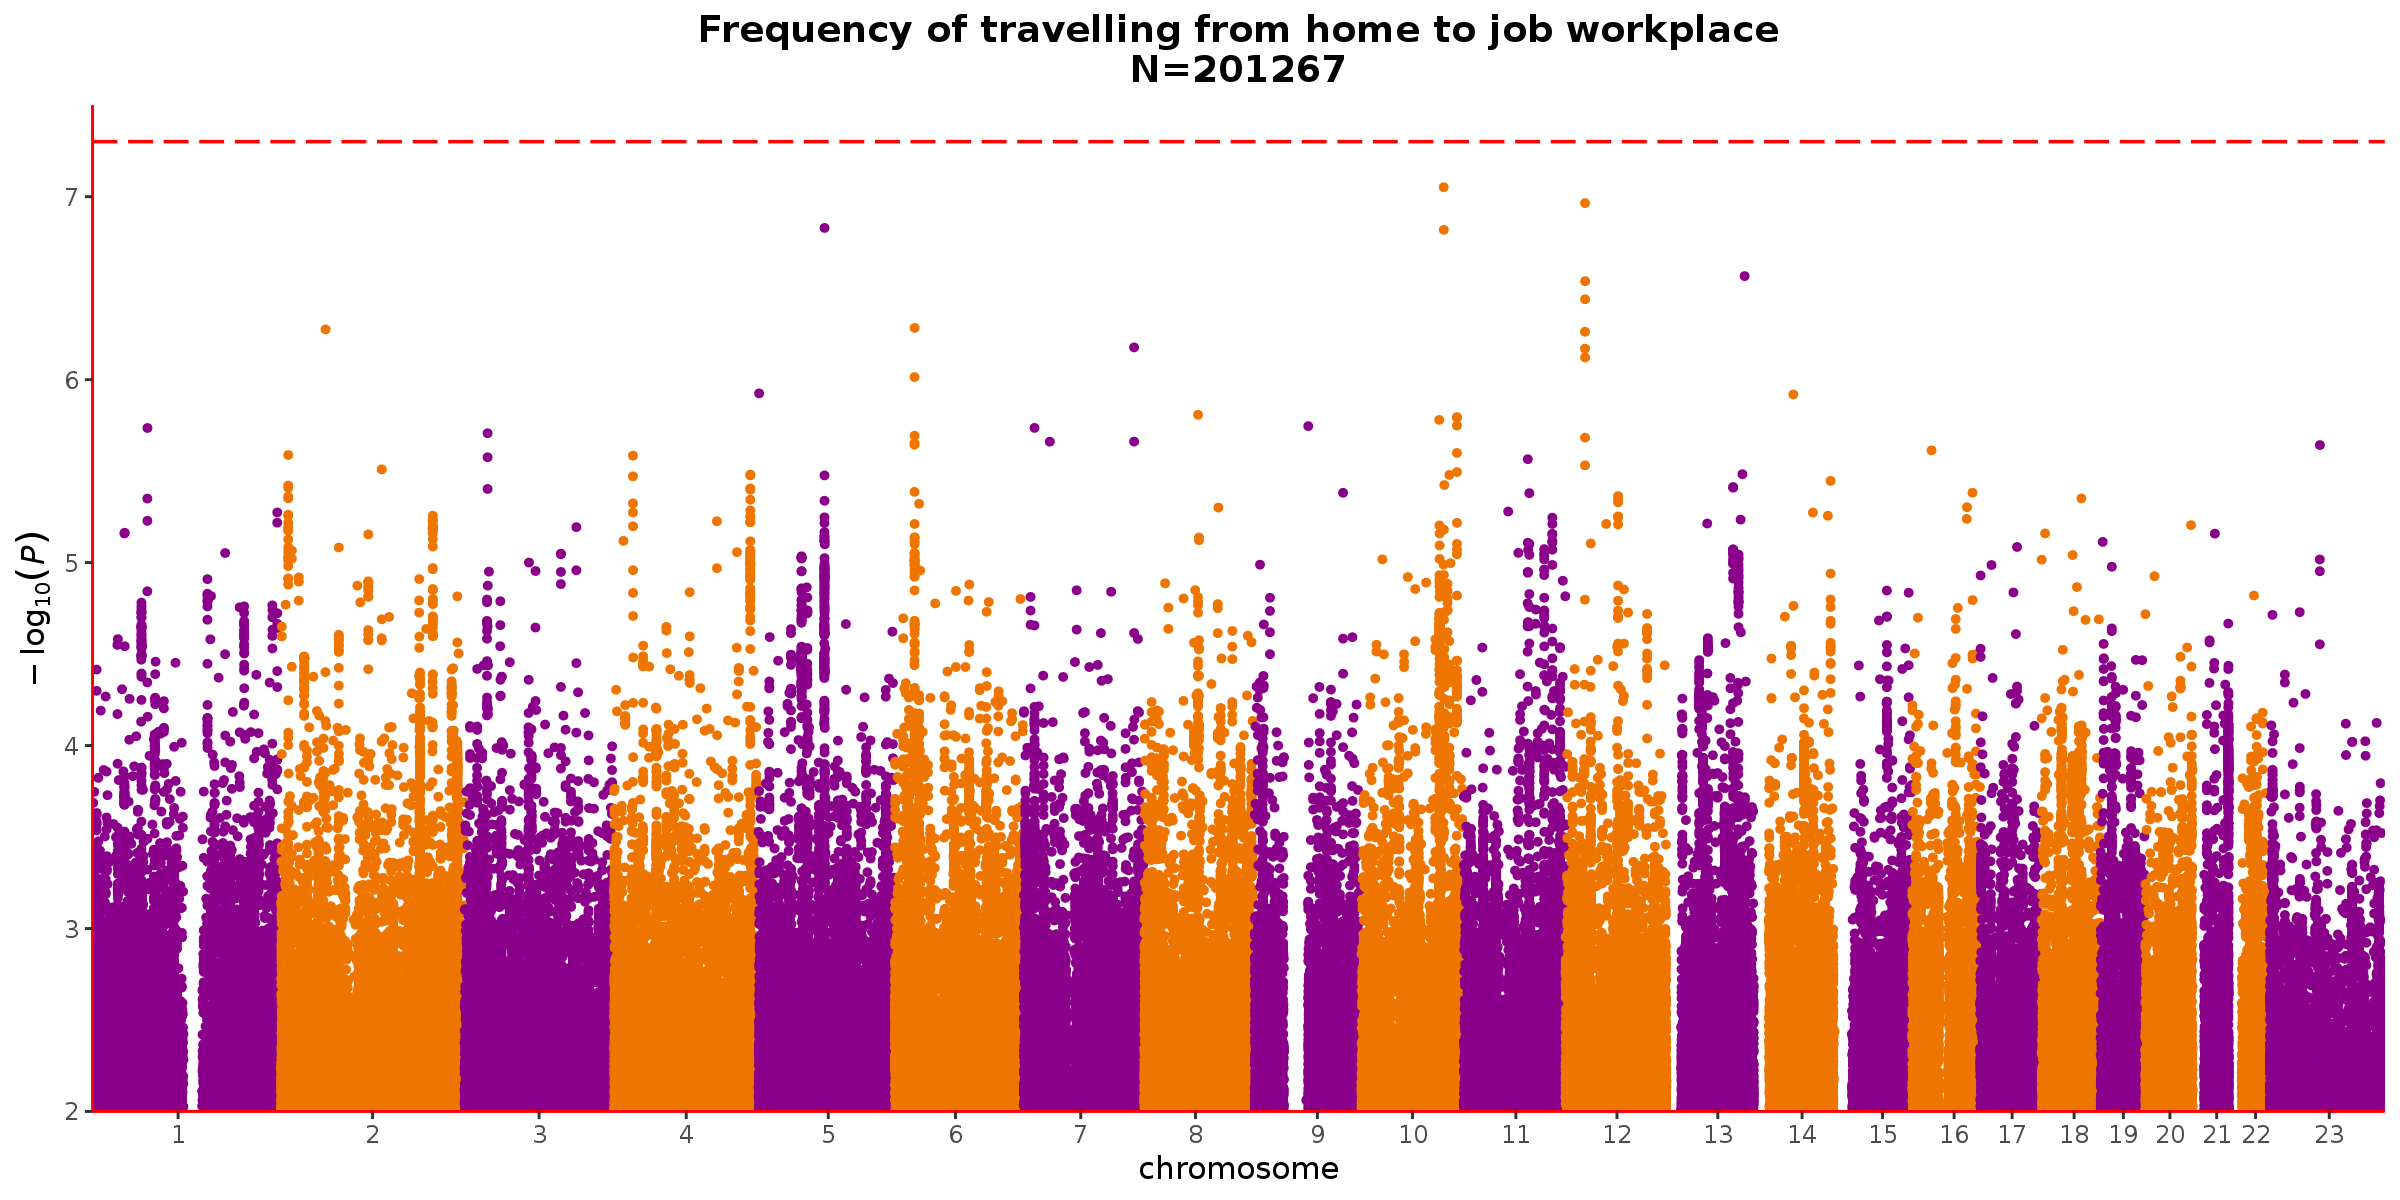 Frequency of travelling from home to job workplace
N=201267
− log₁₀(P)
7
6
5
4
3
2
1 2 3 4 5 6 7 8 9 10 11 12 13 14 15 16 17 18 19 20 21 22 23
chromosome